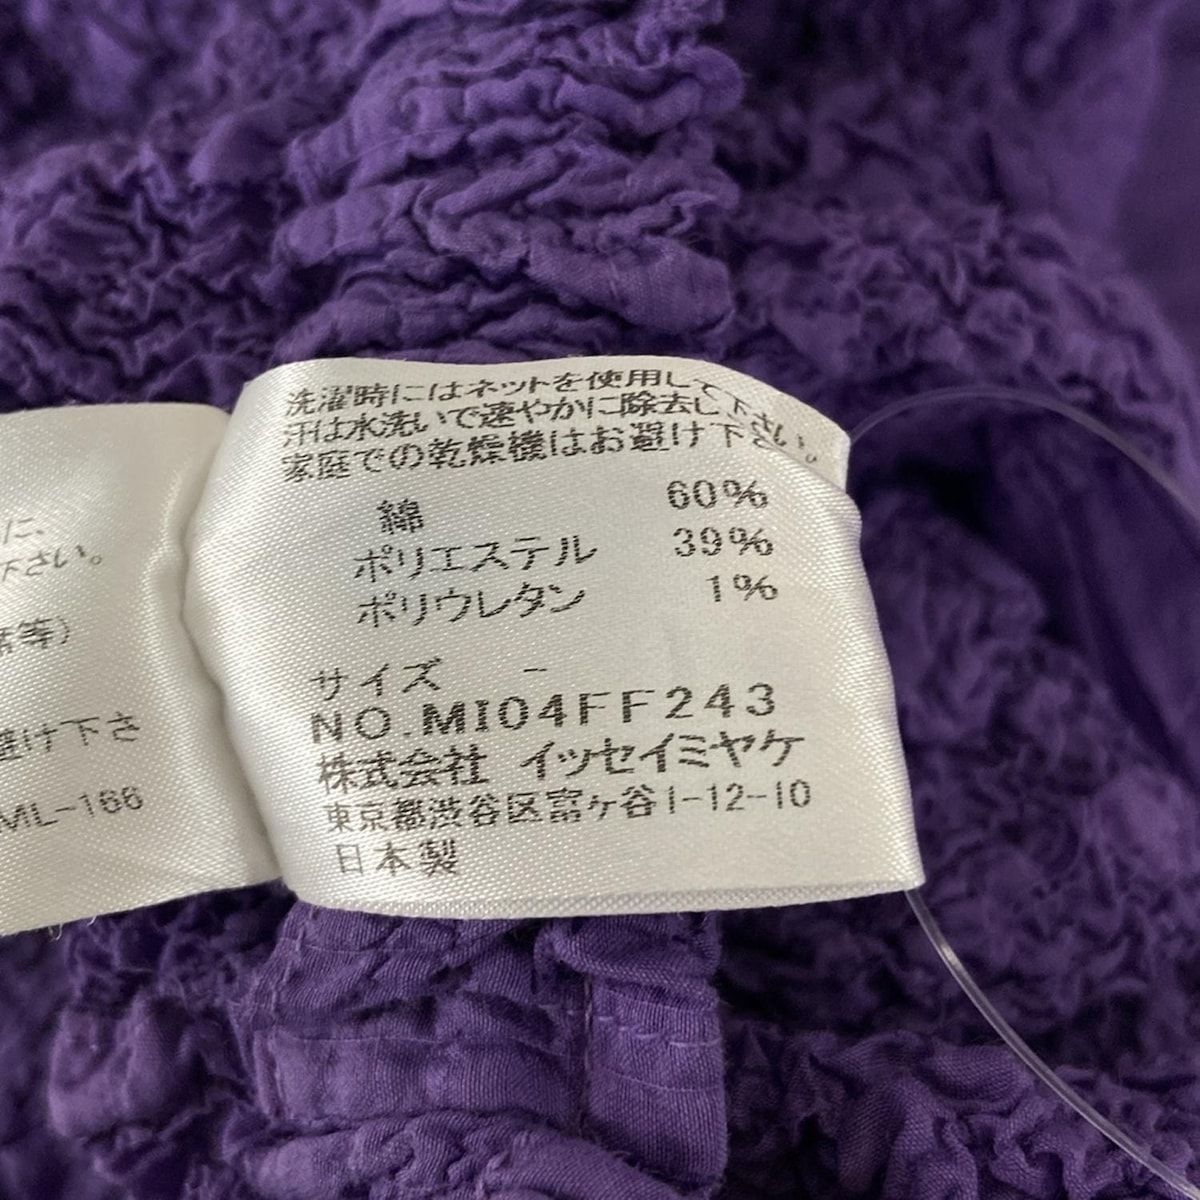 に、
下さい。
等)
避け下さ
ML-166
洗濯時にはネットを使用して下さい。
汗は水洗いで速やかに除去し、
家庭での乾燥機はお避け下さい。
綿 60%
ポリエステル 39%
ポリウレタン 1%
サイズ -
NO.MI04FF243
株式会社 イッセイミヤケ
東京都渋谷区富ヶ谷1-12-10
日本製